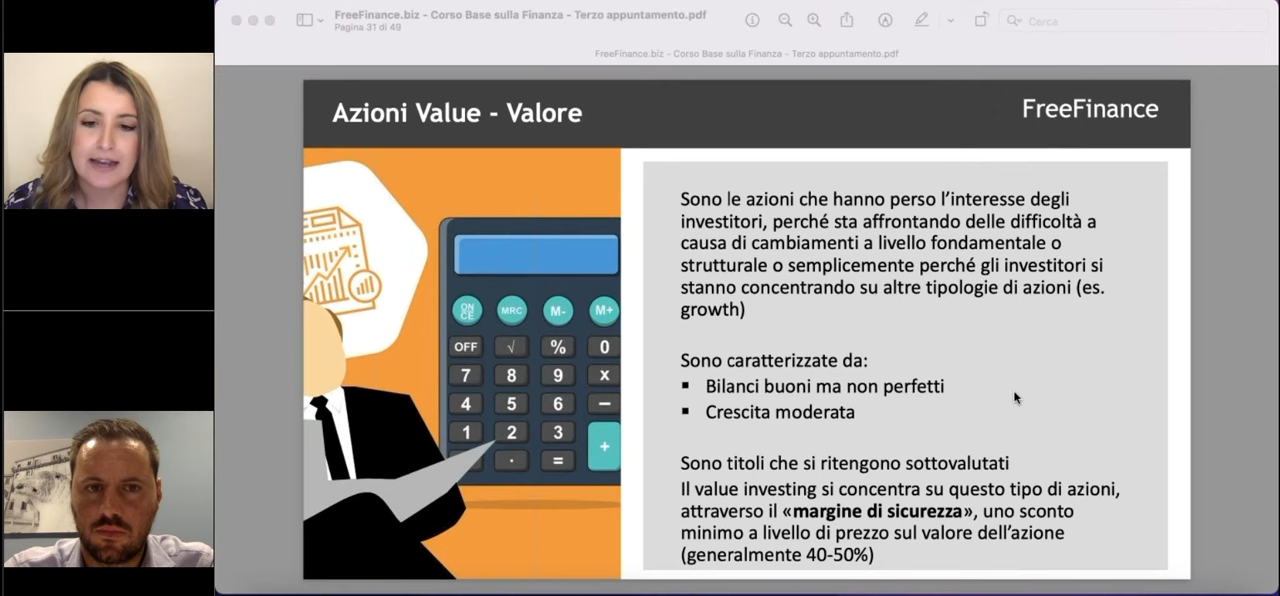 FreeFinance.biz - Corso Base sulla Finanza - Terzo appuntamento.pdf
Pagina 31 di 49
Cerca
FreeFinance.biz - Corso Base sulla Finanza - Terzo appuntamento.pdf
Azioni Value - Valore
FreeFinance
ON CE MRC M- M+
OFF √ % 0
7 8 9 x
4 5 6 −
1 2 3 +
. =
Sono le azioni che hanno perso l’interesse degli
investitori, perché sta affrontando delle difficoltà a
causa di cambiamenti a livello fondamentale o
strutturale o semplicemente perché gli investitori si
stanno concentrando su altre tipologie di azioni (es.
growth)
Sono caratterizzate da:
▪ Bilanci buoni ma non perfetti
▪ Crescita moderata
Sono titoli che si ritengono sottovalutati
Il value investing si concentra su questo tipo di azioni,
attraverso il «margine di sicurezza», uno sconto
minimo a livello di prezzo sul valore dell’azione
(generalmente 40-50%)